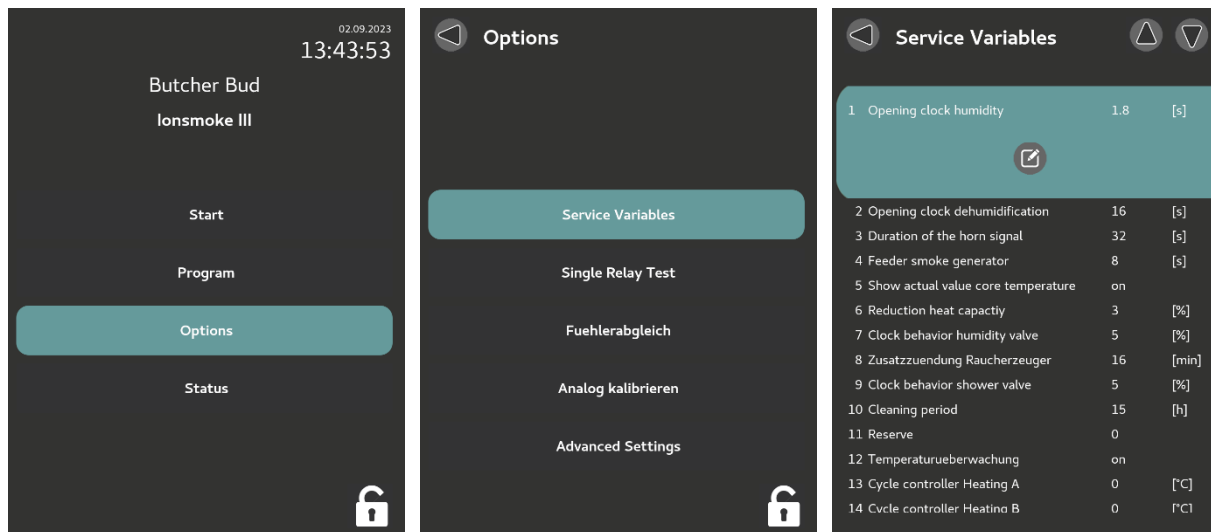 02.09.2023
13:43:53
Butcher Bud
Ionsmoke III
Start
Program
Options
Status
Options
Service Variables
Single Relay Test
Fuehlerabgleich
Analog kalibrieren
Advanced Settings
Service Variables
1 Opening clock humidity 1.8 [s]
2 Opening clock dehumidification 16 [s]
3 Duration of the horn signal 32 [s]
4 Feeder smoke generator 8 [s]
5 Show actual value core temperature on
6 Reduction heat capactiy 3 [%]
7 Clock behavior humidity valve 5 [%]
8 Zusatzzuendung Raucherzeuger 16 [min]
9 Clock behavior shower valve 5 [%]
10 Cleaning period 15 [h]
11 Reserve 0
12 Temperaturueberwachung on
13 Cycle controller Heating A 0 [°C]
14 Cycle controller Heating B 0 [°C]